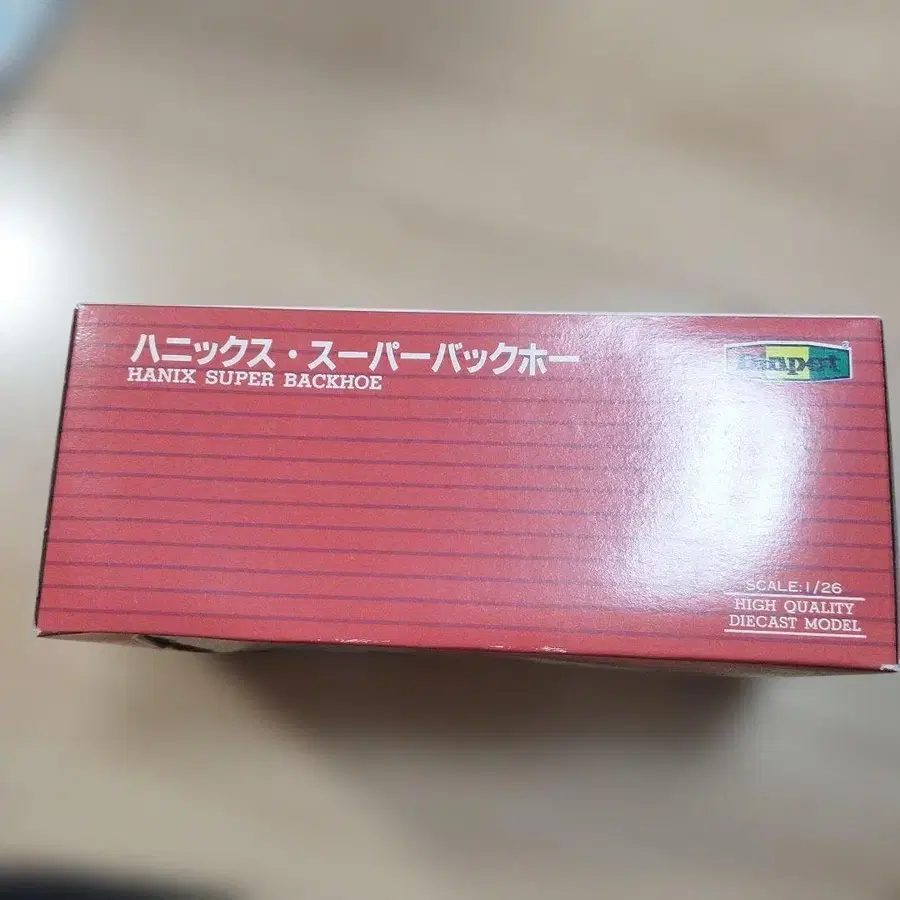 ハニックス・スーパーバックホー
HANIX SUPER BACKHOE
SCALE:1/26
HIGH QUALITY
DIECAST MODEL